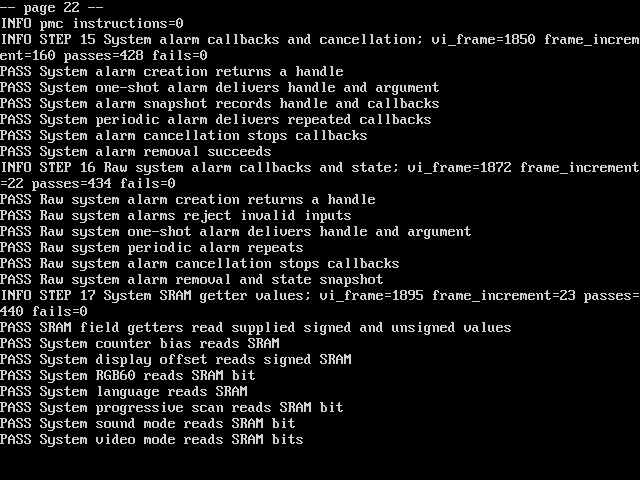 -- page 22 --
INFO pmc instructions=0
INFO STEP 15 System alarm callbacks and cancellation; vi_frame=1850 frame_increm
ent=160 passes=428 fails=0
PASS System alarm creation returns a handle
PASS System one-shot alarm delivers handle and argument
PASS System alarm snapshot records handle and callbacks
PASS System periodic alarm delivers repeated callbacks
PASS System alarm cancellation stops callbacks
PASS System alarm removal succeeds
INFO STEP 16 Raw system alarm callbacks and state; vi_frame=1872 frame_increment
=22 passes=434 fails=0
PASS Raw system alarm creation returns a handle
PASS Raw system alarms reject invalid inputs
PASS Raw system one-shot alarm delivers handle and argument
PASS Raw system periodic alarm repeats
PASS Raw system alarm cancellation stops callbacks
PASS Raw system alarm removal and state snapshot
INFO STEP 17 System SRAM getter values; vi_frame=1895 frame_increment=23 passes=
440 fails=0
PASS SRAM field getters read supplied signed and unsigned values
PASS System counter bias reads SRAM
PASS System display offset reads signed SRAM
PASS System RGB60 reads SRAM bit
PASS System language reads SRAM
PASS System progressive scan reads SRAM bit
PASS System sound mode reads SRAM bit
PASS System video mode reads SRAM bits